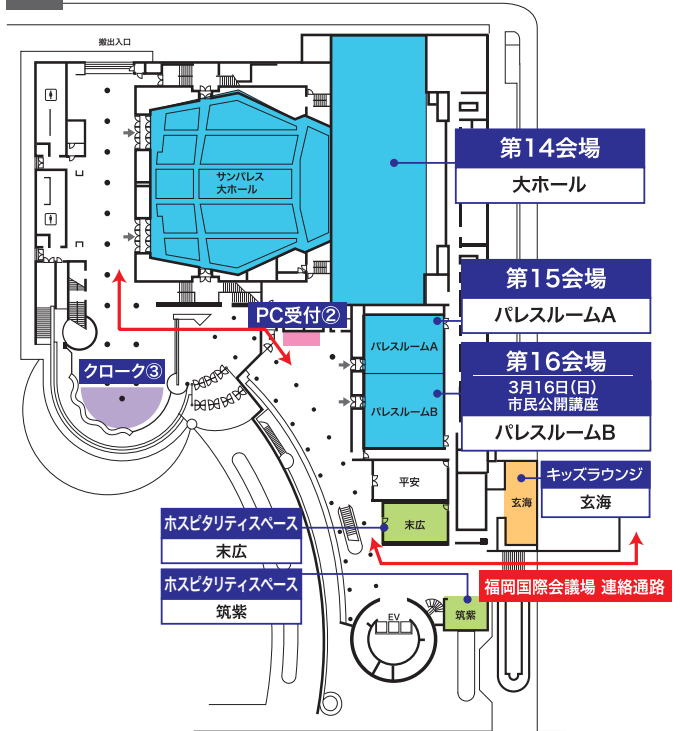 搬出入口
サンパレス
大ホール
第14会場
大ホール
第15会場
パレスルームA
PC受付②
パレスルームA
第16会場
3月16日(日)
市民公開講座
パレスルームB
クローク③
パレスルームB
平安
キッズラウンジ
玄海
玄海
ホスピタリティスペース
末広
末広
ホスピタリティスペース
筑紫
福岡国際会議場 連絡通路
筑紫
EV